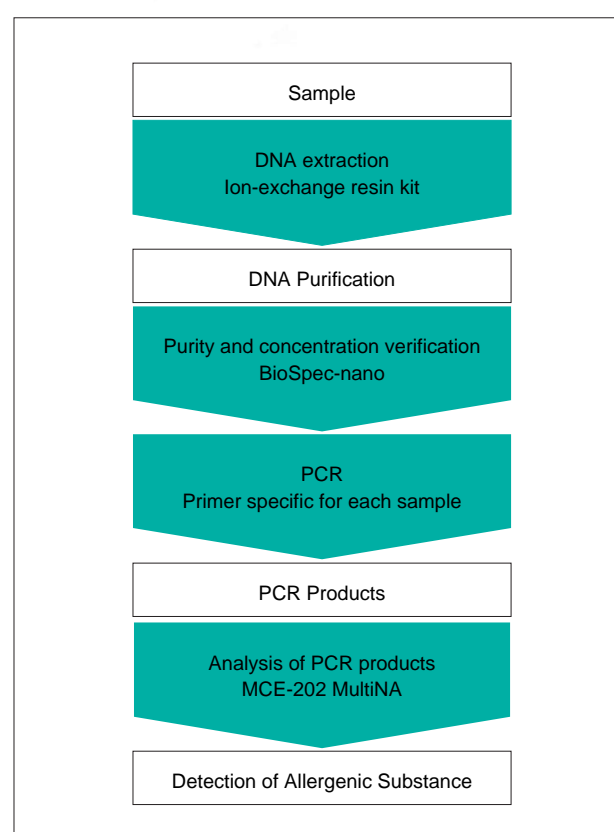 Sample
DNA extraction
Ion-exchange resin kit
DNA Purification
Purity and concentration verification
BioSpec-nano
PCR
Primer specific for each sample
PCR Products
Analysis of PCR products
MCE-202 MultiNA
Detection of Allergenic Substance